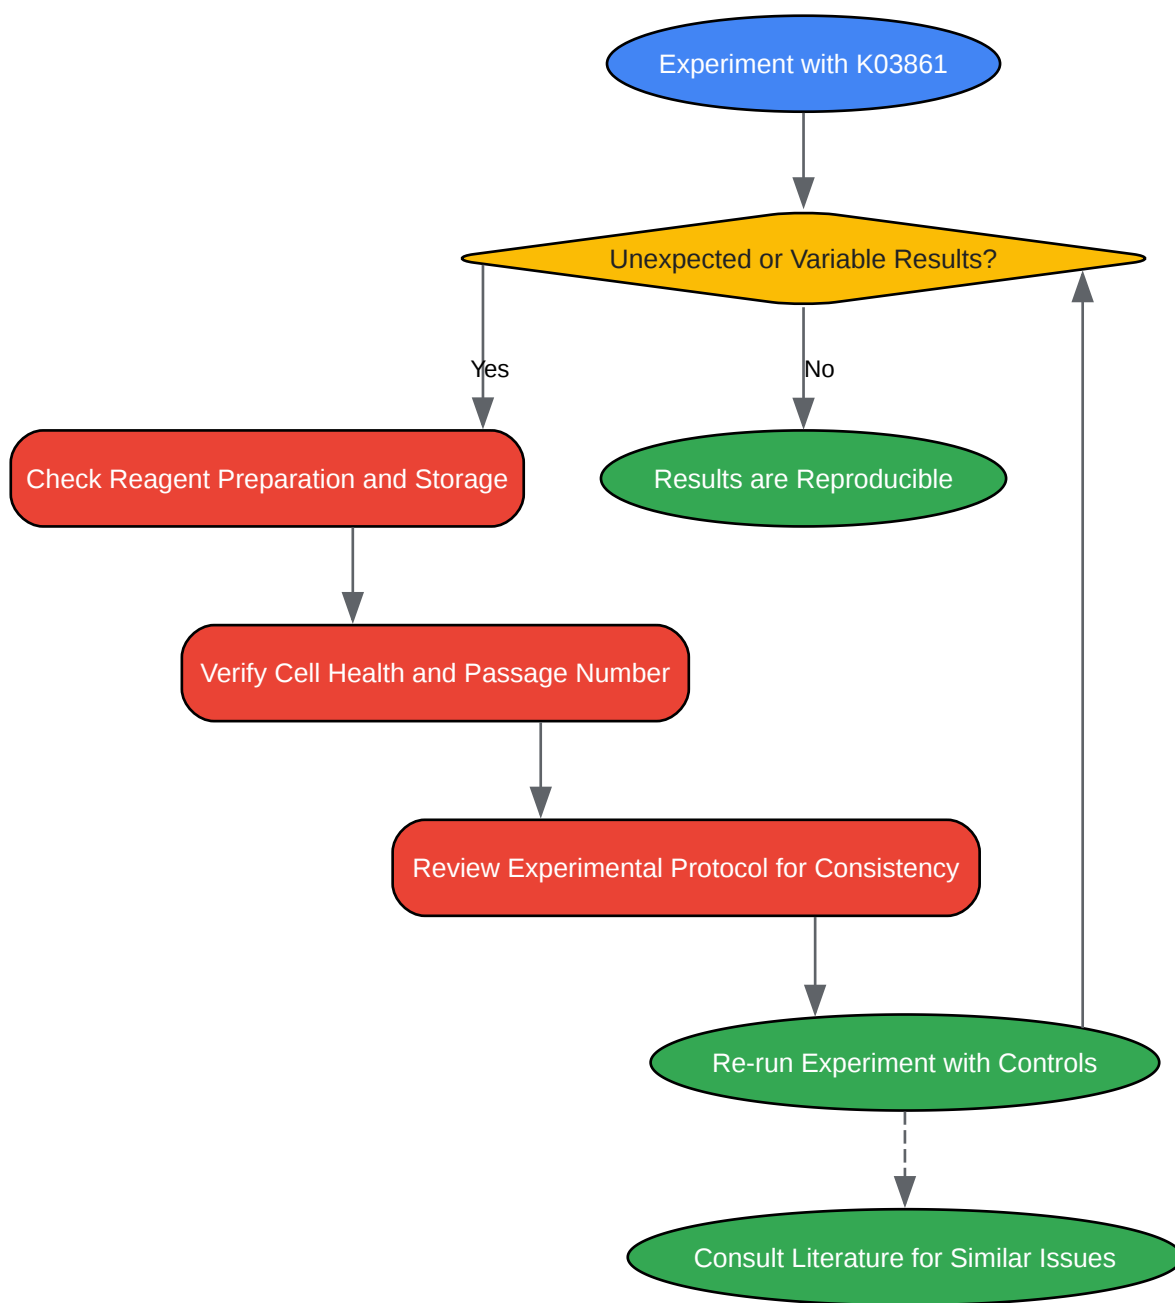 Experiment with K03861
Unexpected or Variable Results?
Yes
No
Check Reagent Preparation and Storage
Results are Reproducible
Verify Cell Health and Passage Number
Review Experimental Protocol for Consistency
Re-run Experiment with Controls
Consult Literature for Similar Issues